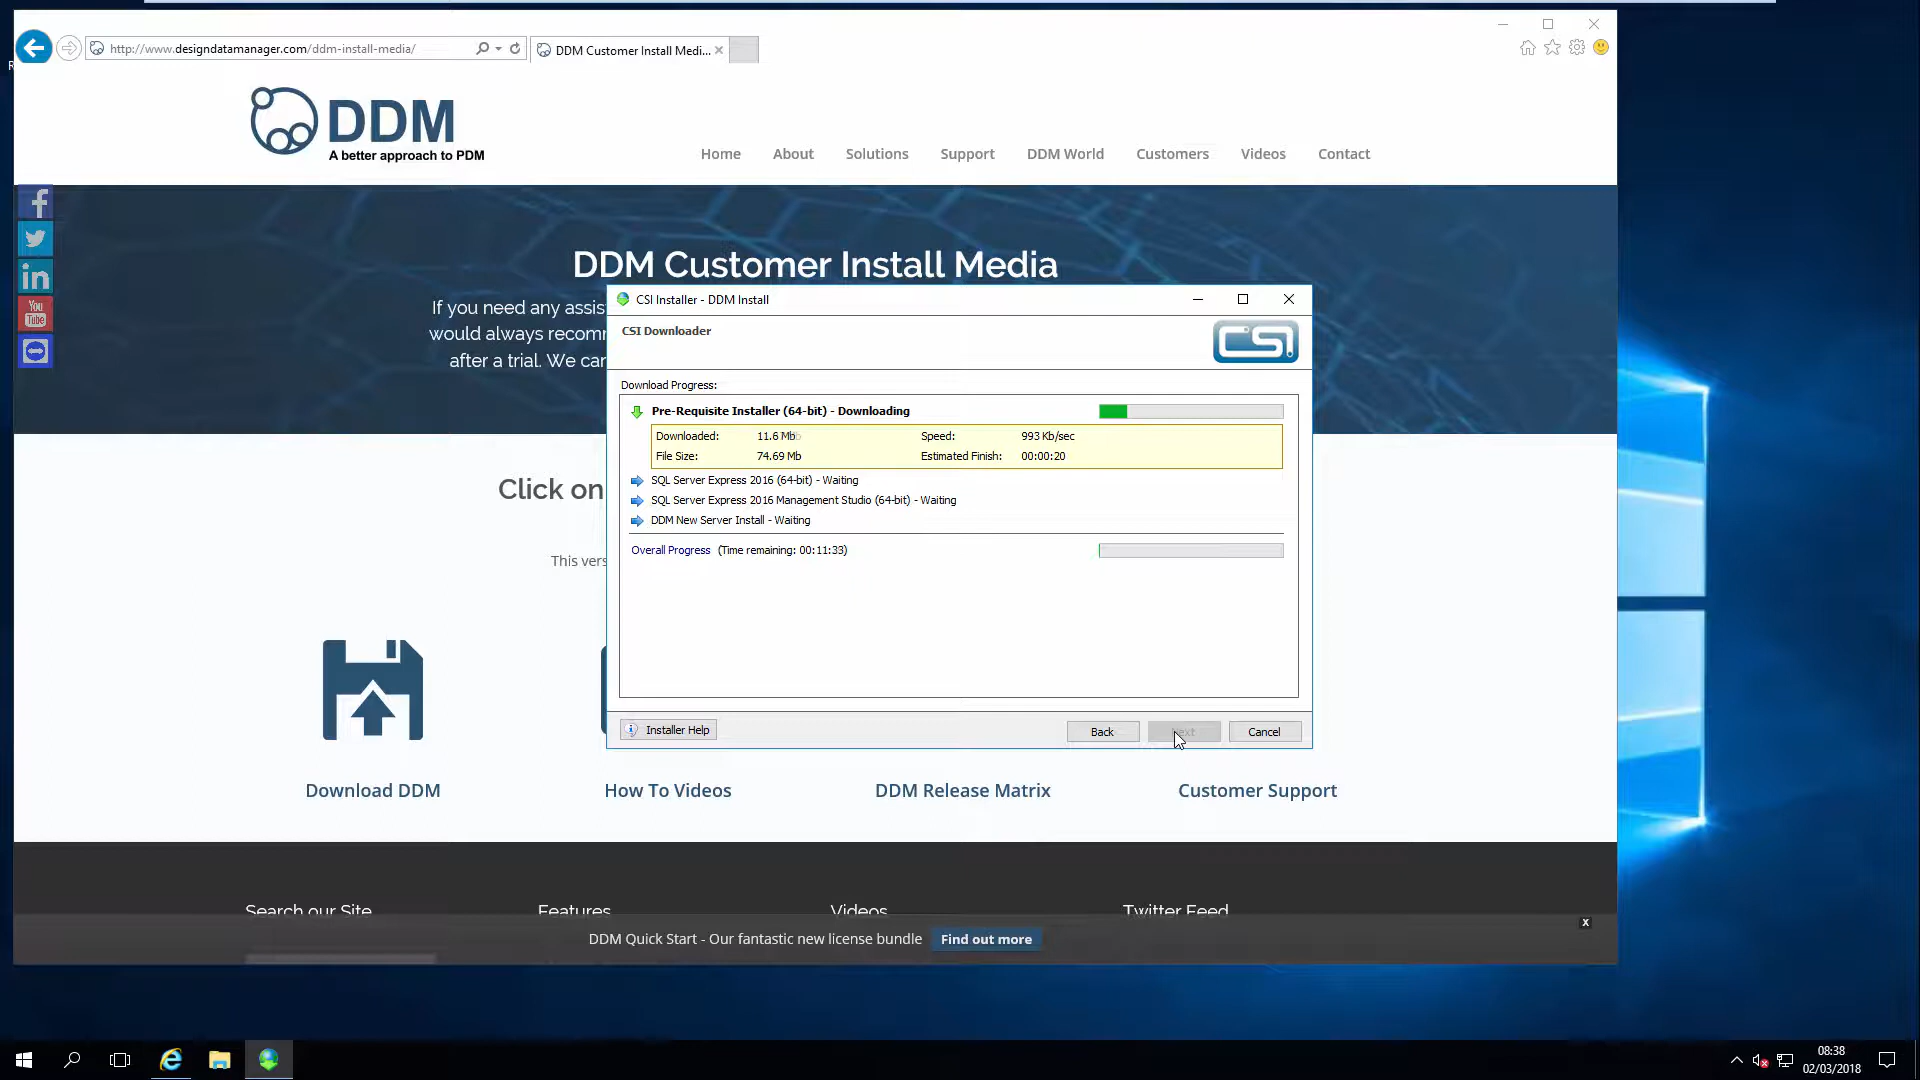 http://www.designdatamanager.com/ddm-install-media/
DDM Customer Install Medi...
DDM
A better approach to PDM
Home About Solutions Support DDM World Customers Videos Contact
DDM Customer Install Media
If you need any assis
would always recomm
after a trial. We car
You
Tube
CSI Installer - DDM Install
CSI Downloader
CSI
Download Progress:
Pre-Requisite Installer (64-bit) - Downloading
Downloaded: 11.6 Mb Speed: 993 Kb/sec
File Size: 74.69 Mb Estimated Finish: 00:00:20
SQL Server Express 2016 (64-bit) - Waiting
SQL Server Express 2016 Management Studio (64-bit) - Waiting
DDM New Server Install - Waiting
Overall Progress (Time remaining: 00:11:33)
Installer Help Back Next Cancel
Click on
This vers
Download DDM How To Videos DDM Release Matrix Customer Support
Search our Site Features Videos Twitter Feed
DDM Quick Start - Our fantastic new license bundle Find out more
x
08:38
02/03/2018